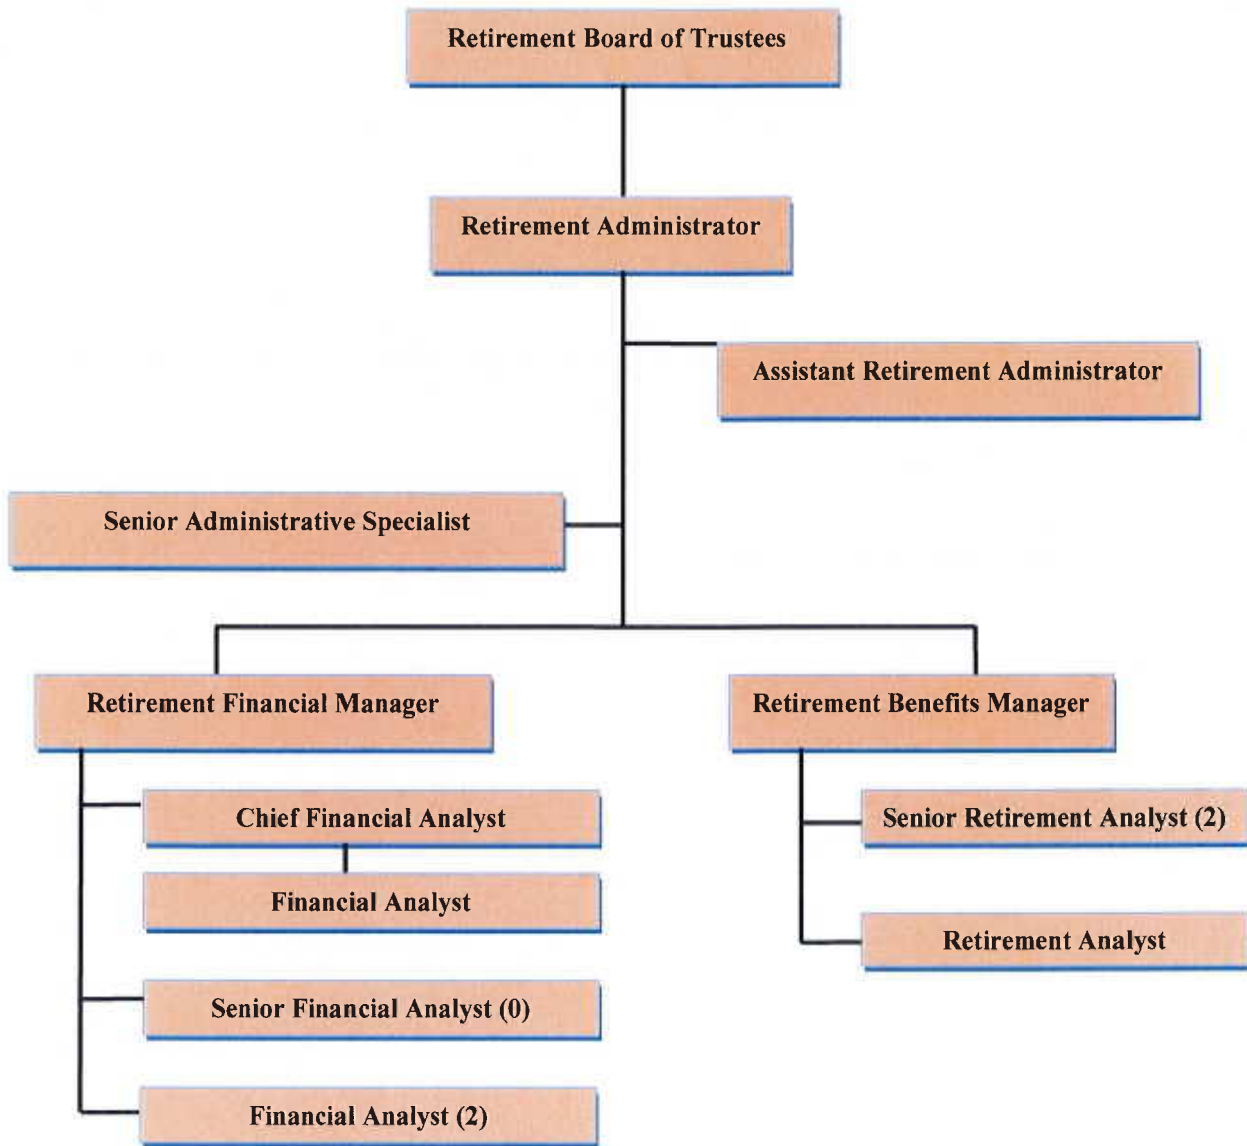 Retirement Board of Trustees
Retirement Administrator
Assistant Retirement Administrator
Senior Administrative Specialist
Retirement Financial Manager
Chief Financial Analyst
Financial Analyst
Senior Financial Analyst (0)
Financial Analyst (2)
Retirement Benefits Manager
Senior Retirement Analyst (2)
Retirement Analyst